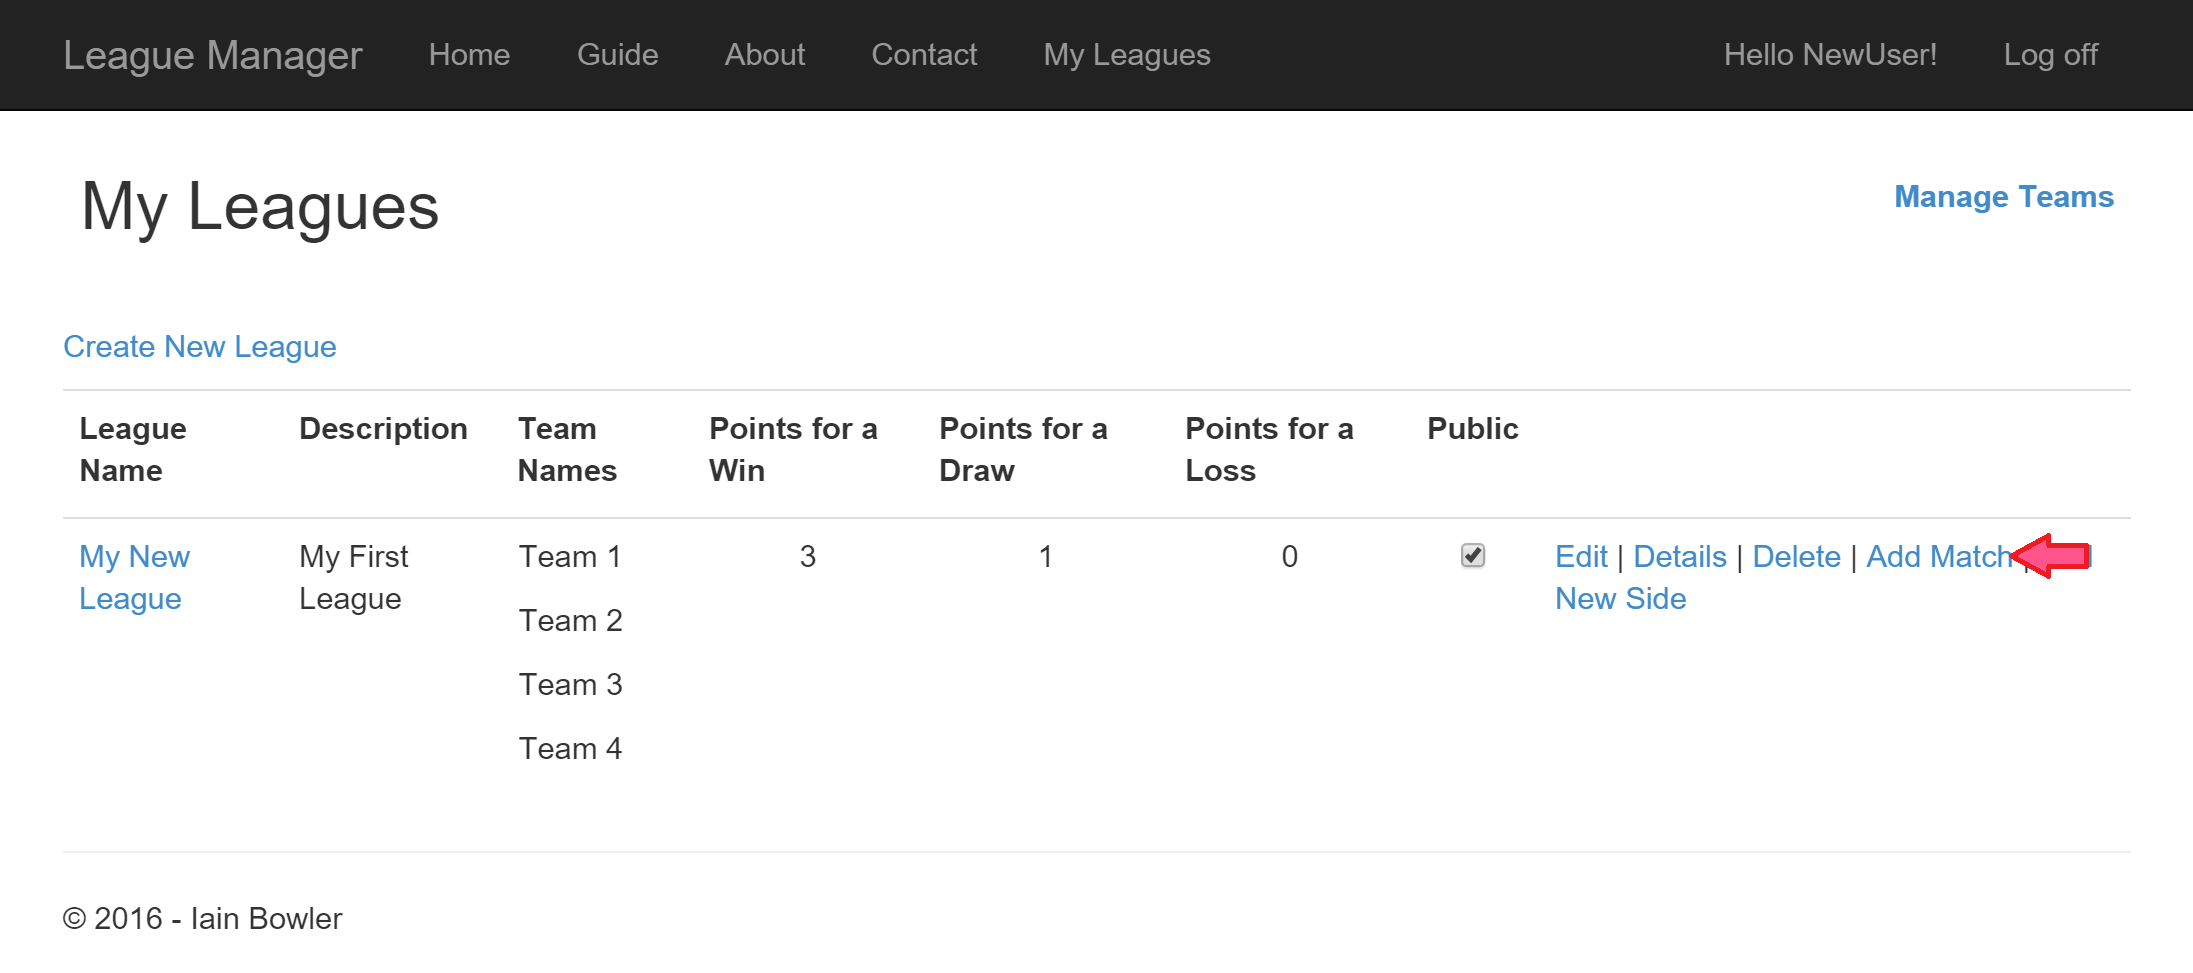 League Manager Home Guide About Contact My Leagues Hello NewUser! Log off
My Leagues
Manage Teams
Create New League
League Name Description Team Names Points for a Win Points for a Draw Points for a Loss Public
My New League My First League Team 1 3 1 0 Edit | Details | Delete | Add Match |
New Side
Team 2
Team 3
Team 4
© 2016 - Iain Bowler